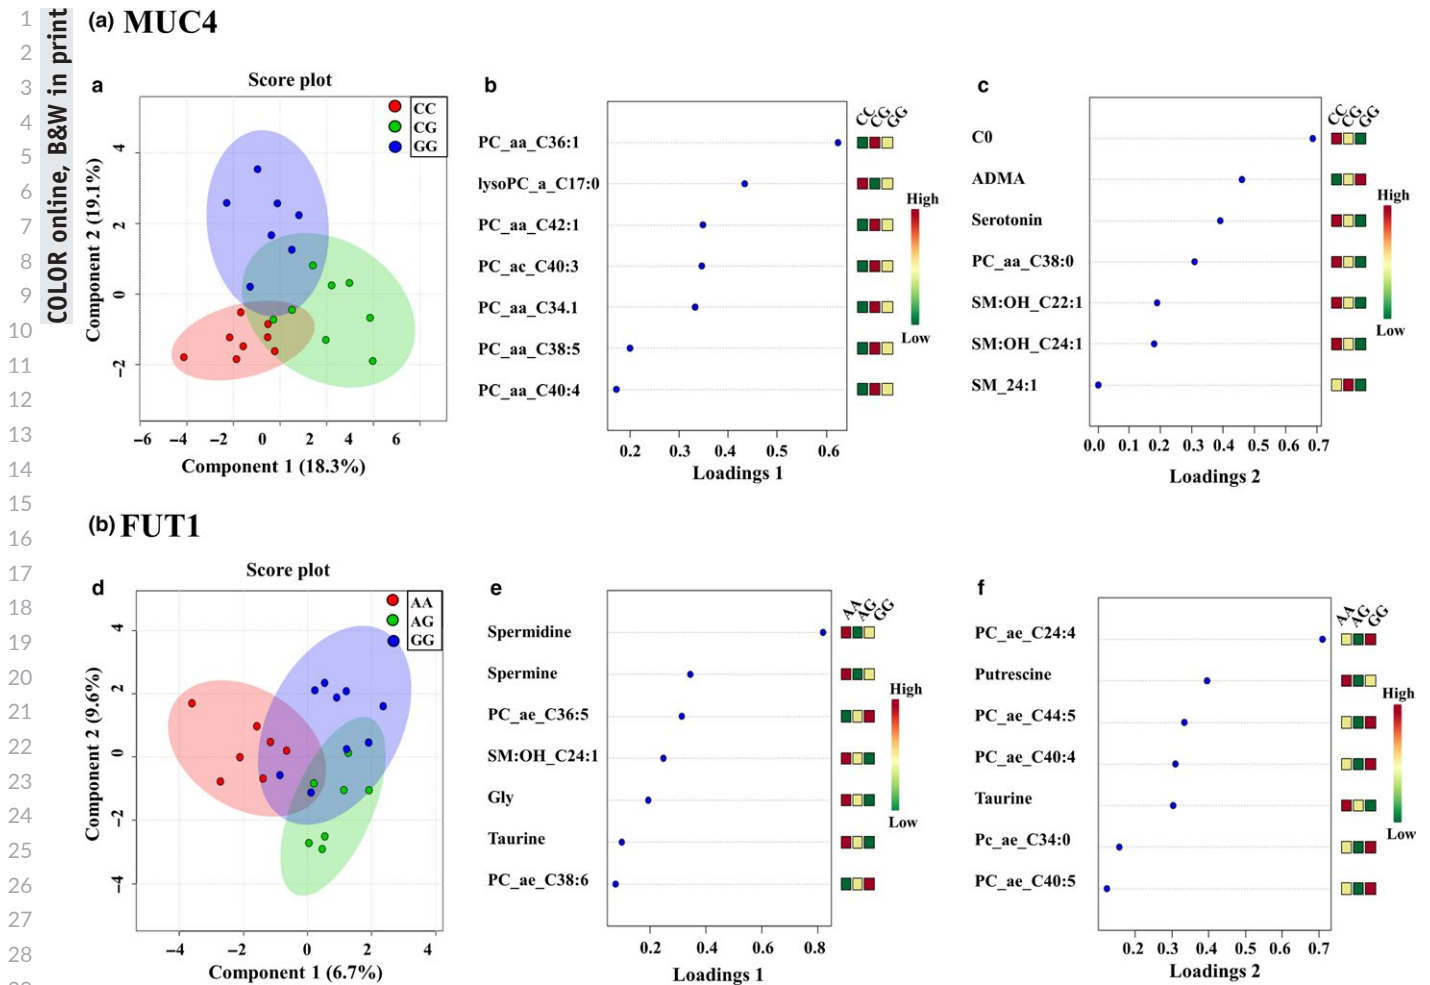 1
2
3
4
5
6
7
8
9
10
11
12
13
14
15
16
17
18
19
20
21
22
23
24
25
26
27
28
COLOR online, B&W in print
(a) MUC4
a
Score plot
CC
CG
GG
Component 2 (19.1%)
4
2
0
−2
−6 −4 −2 0 2 4 6
Component 1 (18.3%)
b
CC CG GG
PC_aa_C36:1
lysoPC_a_C17:0
PC_aa_C42:1
PC_ac_C40:3
PC_aa_C34.1
PC_aa_C38:5
PC_aa_C40:4
0.2 0.3 0.4 0.5 0.6
Loadings 1
High
Low
c
CC CG GG
C0
ADMA
Serotonin
PC_aa_C38:0
SM:OH_C22:1
SM:OH_C24:1
SM_24:1
0.0 0.1 0.2 0.3 0.4 0.5 0.6 0.7
Loadings 2
High
Low
(b) FUT1
d
Score plot
AA
AG
GG
Component 2 (9.6%)
4
2
0
−2
−4
−4 −2 0 2 4
Component 1 (6.7%)
e
AA AG GG
Spermidine
Spermine
PC_ae_C36:5
SM:OH_C24:1
Gly
Taurine
PC_ae_C38:6
0.2 0.4 0.6 0.8
Loadings 1
High
Low
f
AA AG GG
PC_ae_C24:4
Putrescine
PC_ae_C44:5
PC_ae_C40:4
Taurine
Pc_ae_C34:0
PC_ae_C40:5
0.2 0.3 0.4 0.5 0.6 0.7
Loadings 2
High
Low